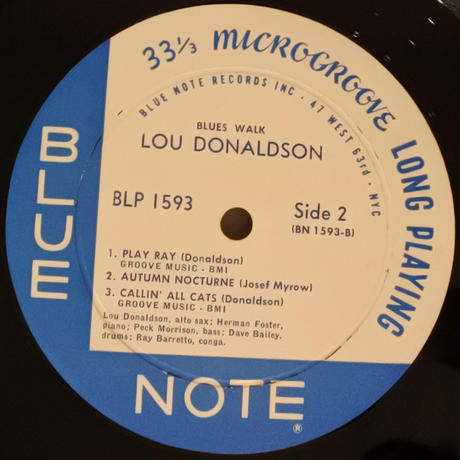 33⅓ MICROGROOVE LONG PLAYING
BLUE NOTE RECORDS INC · 47 WEST 63rd · NYC
BLUES WALK
LOU DONALDSON
BLP 1593
Side 2
(BN 1593-B)
1. PLAY RAY (Donaldson)
GROOVE MUSIC - BMI
2. AUTUMN NOCTURNE (Josef Myrow)
3. CALLIN' ALL CATS (Donaldson)
GROOVE MUSIC - BMI
Lou Donaldson, alto sax; Herman Foster,
piano; Peck Morrison, bass; Dave Bailey,
drums; Ray Barretto, conga.
BLUE
NOTE®